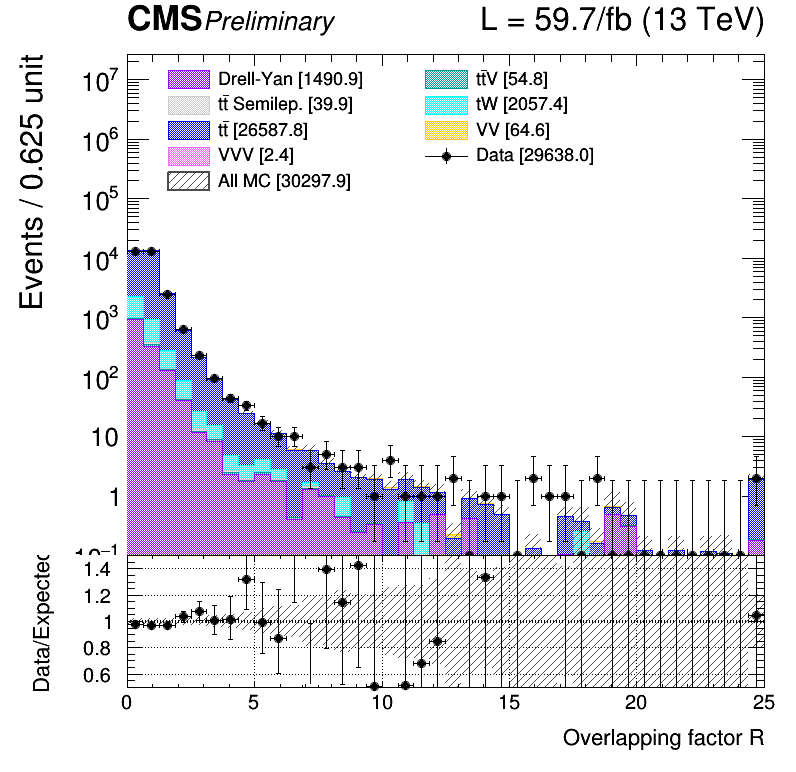 CMS Preliminary L = 59.7/fb (13 TeV)
Events / 0.625 unit
10⁷
10⁶
10⁵
10⁴
10³
10²
10
1
10⁻¹
Drell-Yan [1490.9]
tt̄ Semilep. [39.9]
tt̄ [26587.8]
VVV [2.4]
All MC [30297.9]
tt̄V [54.8]
tW [2057.4]
VV [64.6]
Data [29638.0]
Data/Expected
1.4
1.2
1
0.8
0.6
0 5 10 15 20 25
Overlapping factor R